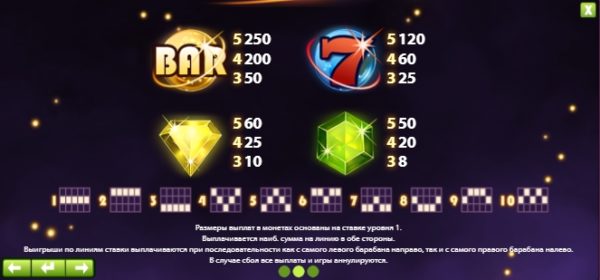 X
BAR
5 250
4 200
3 50
7
5 120
4 60
3 25
5 60
4 25
3 10
5 50
4 20
3 8
1 2 3 4 5 6 7 8 9 10
Размеры выплат в монетах основаны на ставке уровня 1.
Выплачивается наиб. сумма на линию в обе стороны.
Выигрыши по линиям ставки выплачиваются при последовательности как с самого левого барабана направо, так и с самого правого барабана налево.
В случае сбоя все выплаты и игры аннулируются.